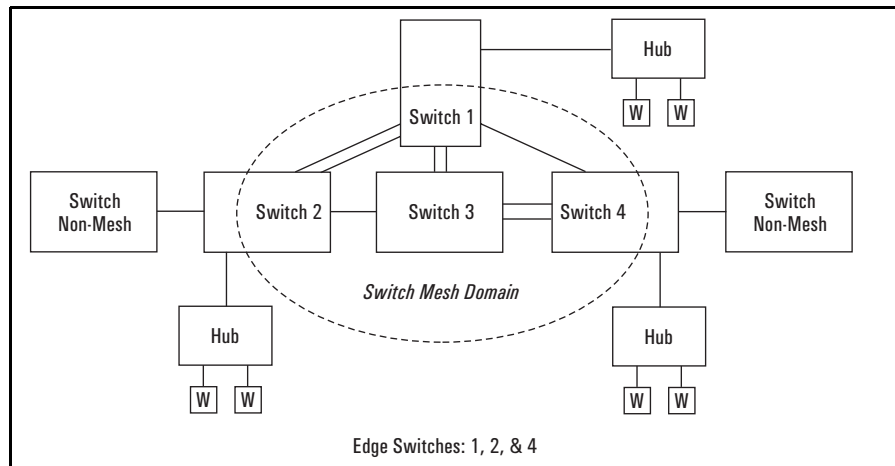 Hub
W W
Switch 1
Switch
Non-Mesh
Switch 2
Switch 3
Switch 4
Switch
Non-Mesh
Switch Mesh Domain
Hub
W W
Hub
W W
Edge Switches: 1, 2, & 4